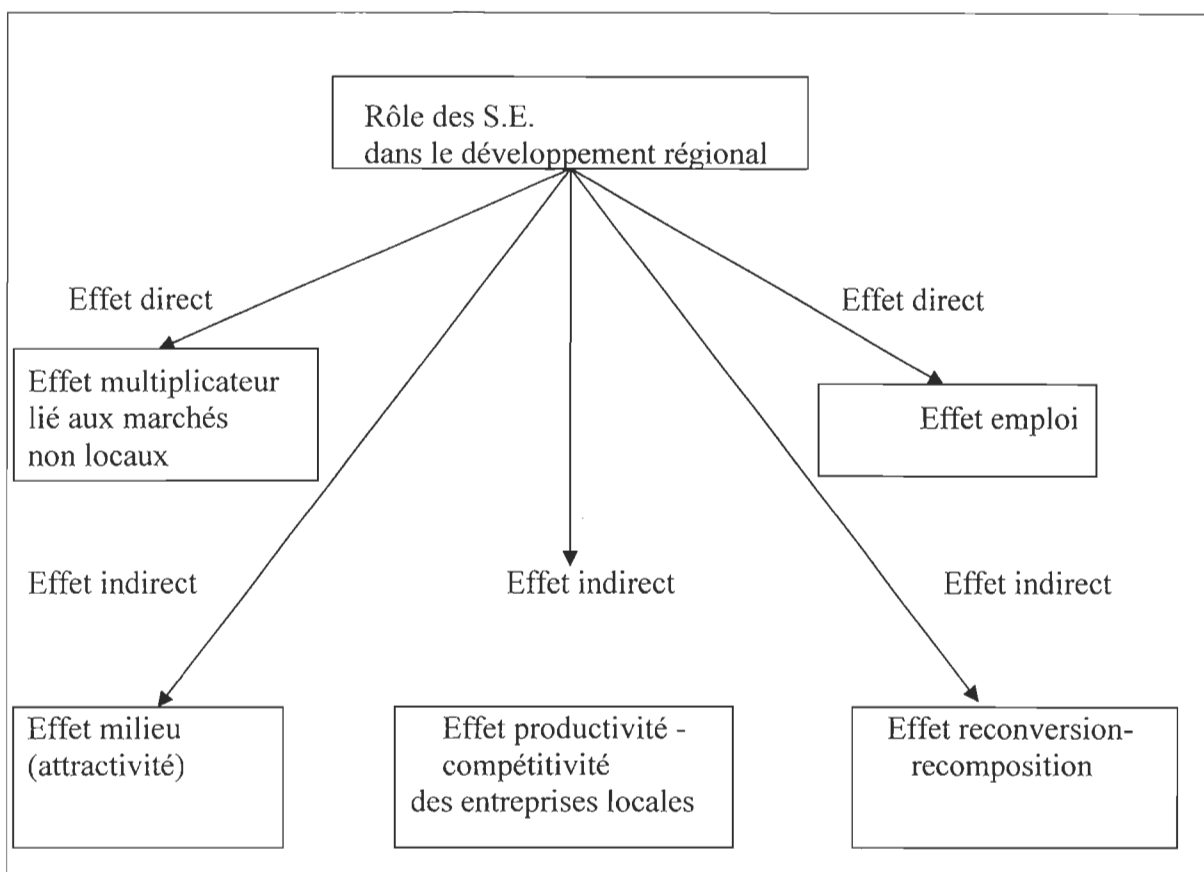 Rôle des S.E.
dans le développement régional
Effet direct
Effet direct
Effet multiplicateur
lié aux marchés
non locaux
Effet emploi
Effet indirect
Effet indirect
Effet indirect
Effet milieu
(attractivité)
Effet productivité -
compétitivité
des entreprises locales
Effet reconversion-
recomposition